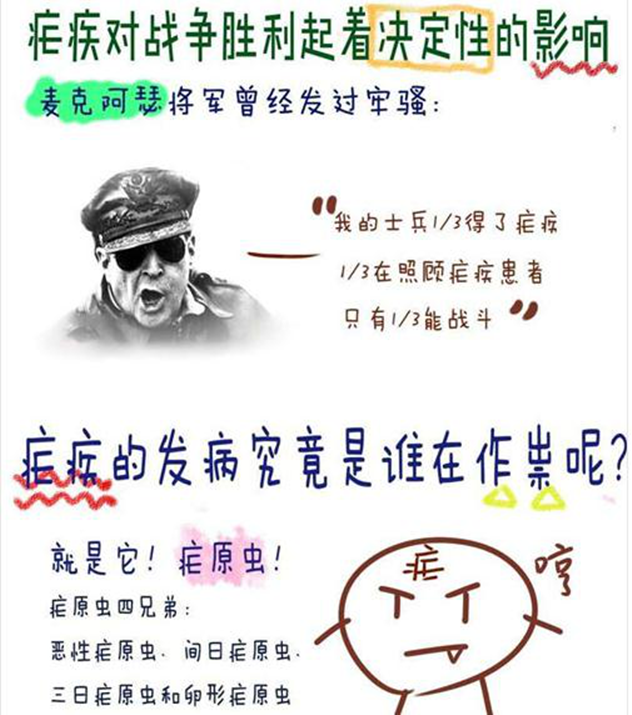 疟疾对战争胜利起着决定性的影响
麦克阿瑟将军曾经发过牢骚:
"我的士兵1/3得了疟疾
1/3在照顾疟疾患者
只有1/3能战斗"
疟疾的发病究竟是谁在作祟呢?
就是它! 疟原虫!
疟原虫四兄弟:
恶性疟原虫、间日疟原虫、
三日疟原虫和卵形疟原虫
疟
哼